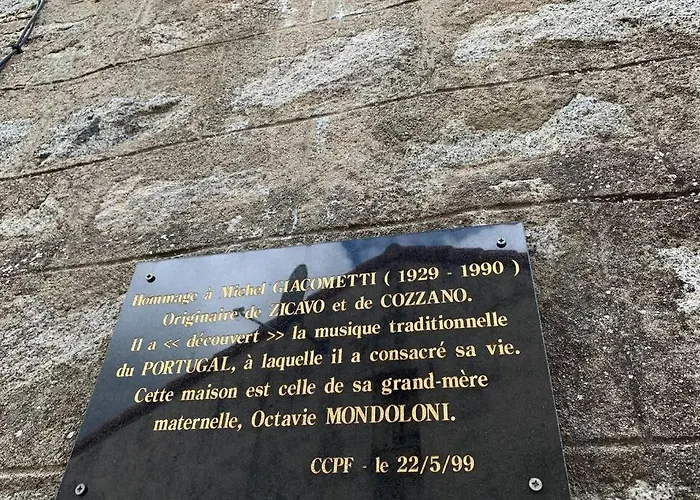 Hommage à Michel GIACOMETTI ( 1929 - 1990 )
Originaire de ZICAVO et de COZZANO.
Il a << découvert >> la musique traditionnelle
du PORTUGAL, à laquelle il a consacré sa vie.
Cette maison est celle de sa grand-mère
maternelle, Octavie MONDOLONI.
CCPF - le 22/5/99